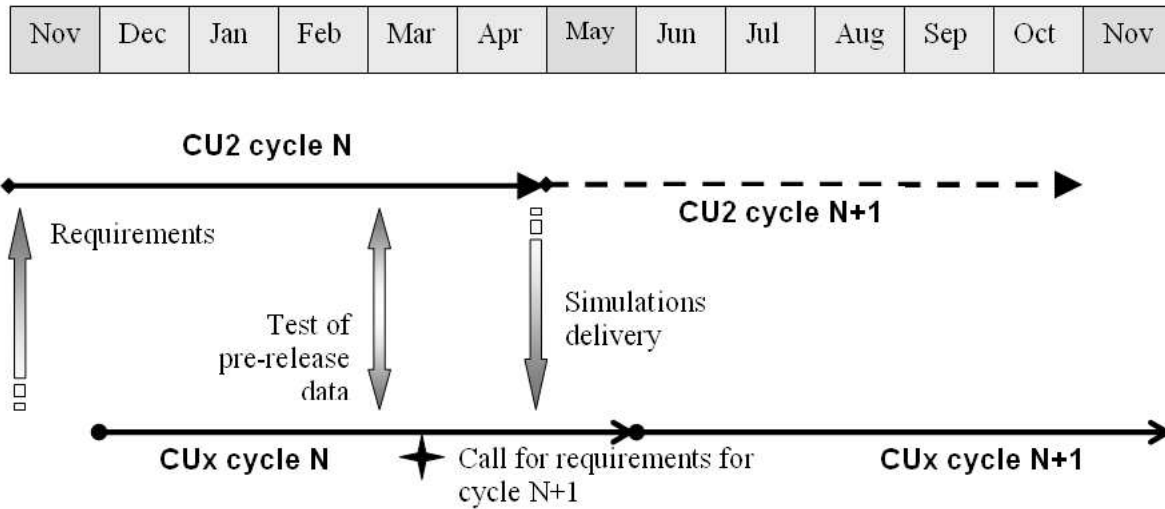 Nov Dec Jan Feb Mar Apr May Jun Jul Aug Sep Oct Nov
CU2 cycle N
CU2 cycle N+1
Requirements
Test of
pre-release
data
Simulations
delivery
CUx cycle N
Call for requirements for
cycle N+1
CUx cycle N+1